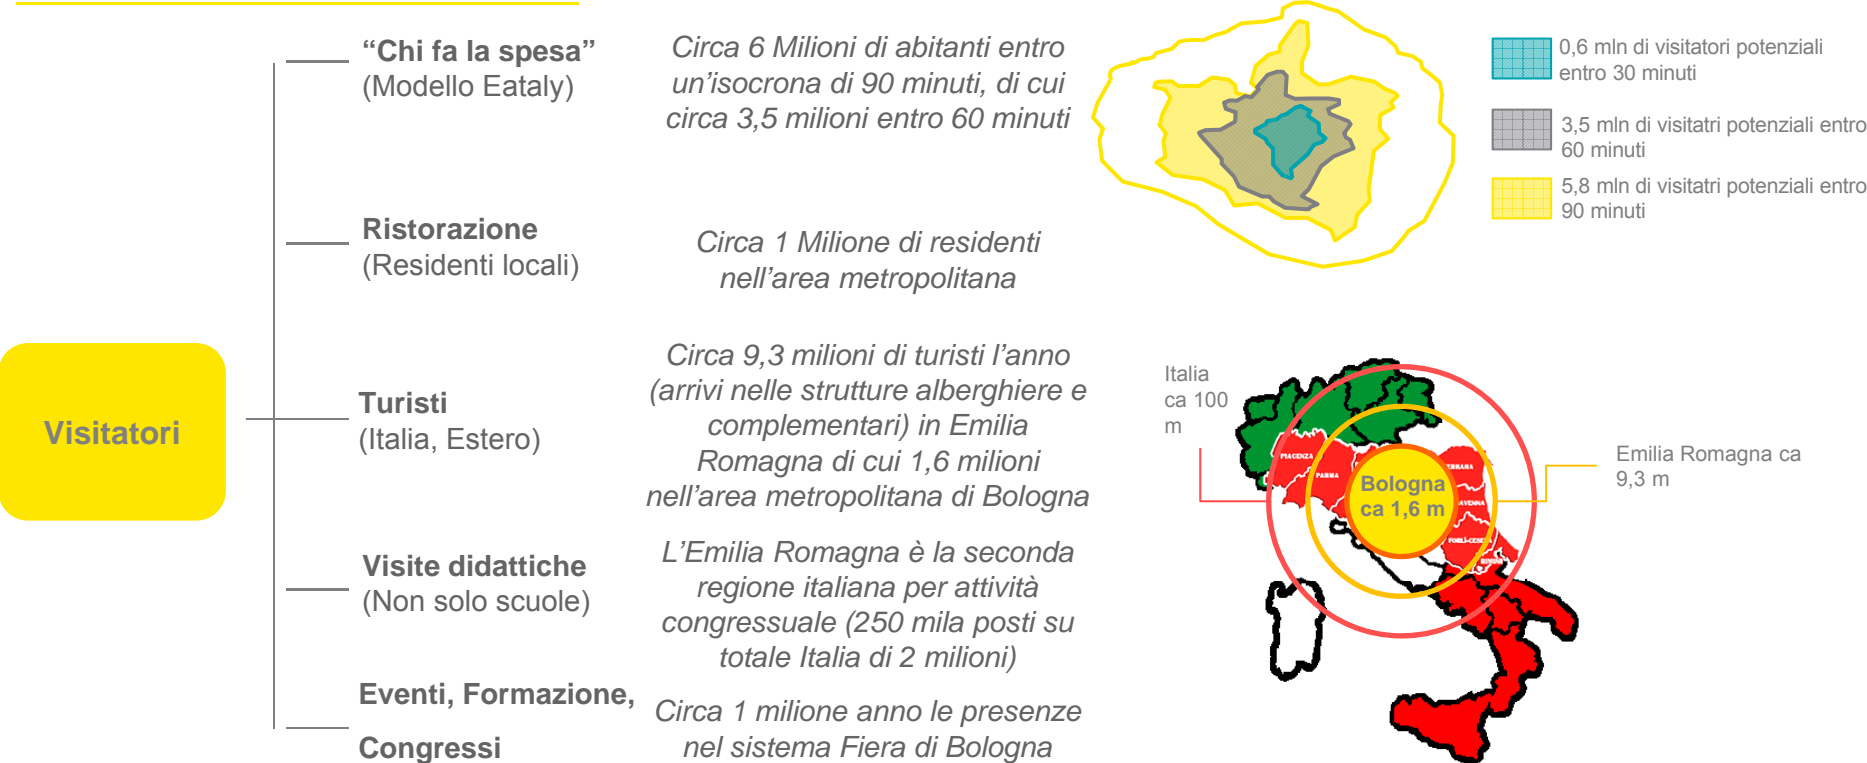 Visitatori
“Chi fa la spesa”
(Modello Eataly)
Circa 6 Milioni di abitanti entro
un’isocrona di 90 minuti, di cui
circa 3,5 milioni entro 60 minuti
Ristorazione
(Residenti locali)
Circa 1 Milione di residenti
nell’area metropolitana
Turisti
(Italia, Estero)
Circa 9,3 milioni di turisti l’anno
(arrivi nelle strutture alberghiere e
complementari) in Emilia
Romagna di cui 1,6 milioni
nell’area metropolitana di Bologna
Visite didattiche
(Non solo scuole)
L’Emilia Romagna è la seconda
regione italiana per attività
congressuale (250 mila posti su
totale Italia di 2 milioni)
Eventi, Formazione,
Congressi
Circa 1 milione anno le presenze
nel sistema Fiera di Bologna
0,6 mln di visitatori potenziali
entro 30 minuti
3,5 mln di visitatri potenziali entro
60 minuti
5,8 mln di visitatri potenziali entro
90 minuti
Italia
ca 100
m
PIACENZA
PARMA
Bologna
ca 1,6 m
FORLÌ-CESENA
RIMINI
Emilia Romagna ca
9,3 m